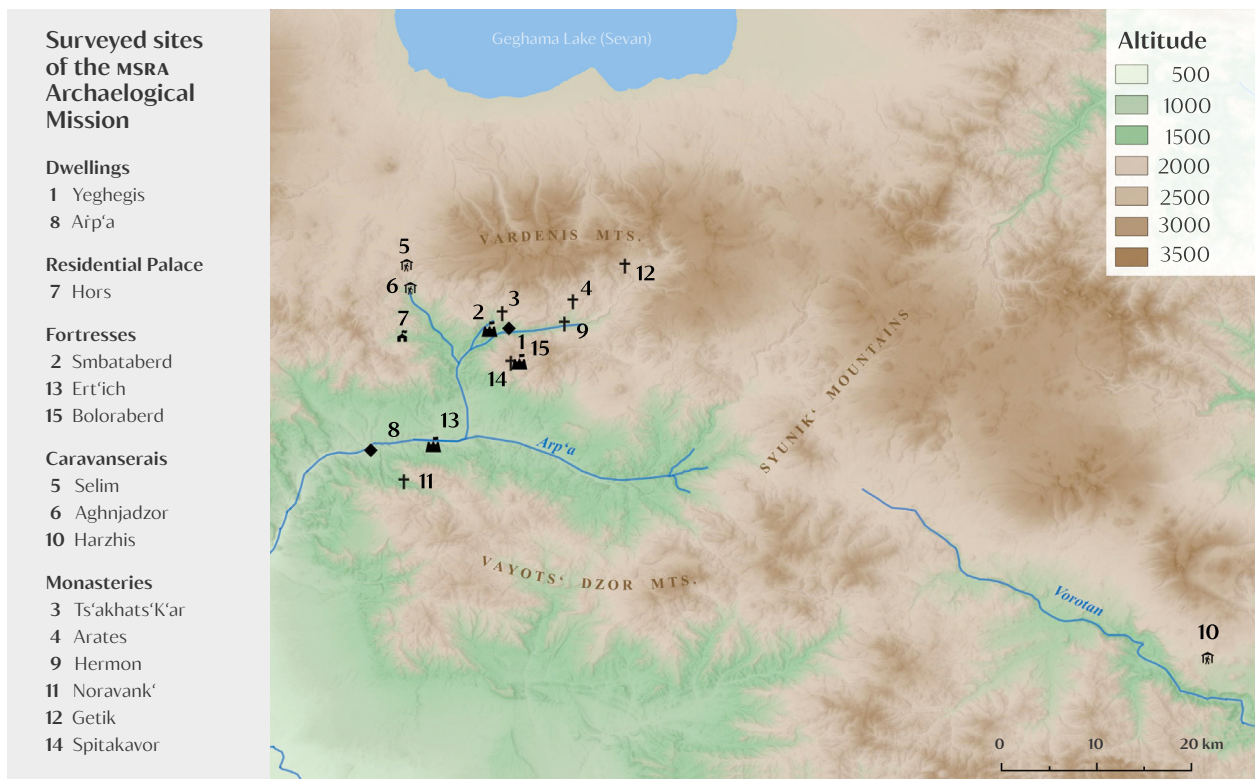 Surveyed sites
of the MSRA
Archaelogical
Mission
Dwellings
1 Yeghegis
8 Aṙp‘a
Residential Palace
7 Hors
Fortresses
2 Smbataberd
13 Ert‘ich
15 Boloraberd
Caravanserais
5 Selim
6 Aghnjadzor
10 Harzhis
Monasteries
3 Ts‘akhats‘K‘ar
4 Arates
9 Hermon
11 Noravank‘
12 Getik
14 Spitakavor
Geghama Lake (Sevan)
Altitude
500
1000
1500
2000
2500
3000
3500
VARDENIS MTS.
5
6
7
12
4
3
2
9
1
15
14
SYUNIK‘ MOUNTAINS
13
8
Arp‘a
11
VAYOTS‘ DZOR MTS.
Vorotan
10
0 10 20 km